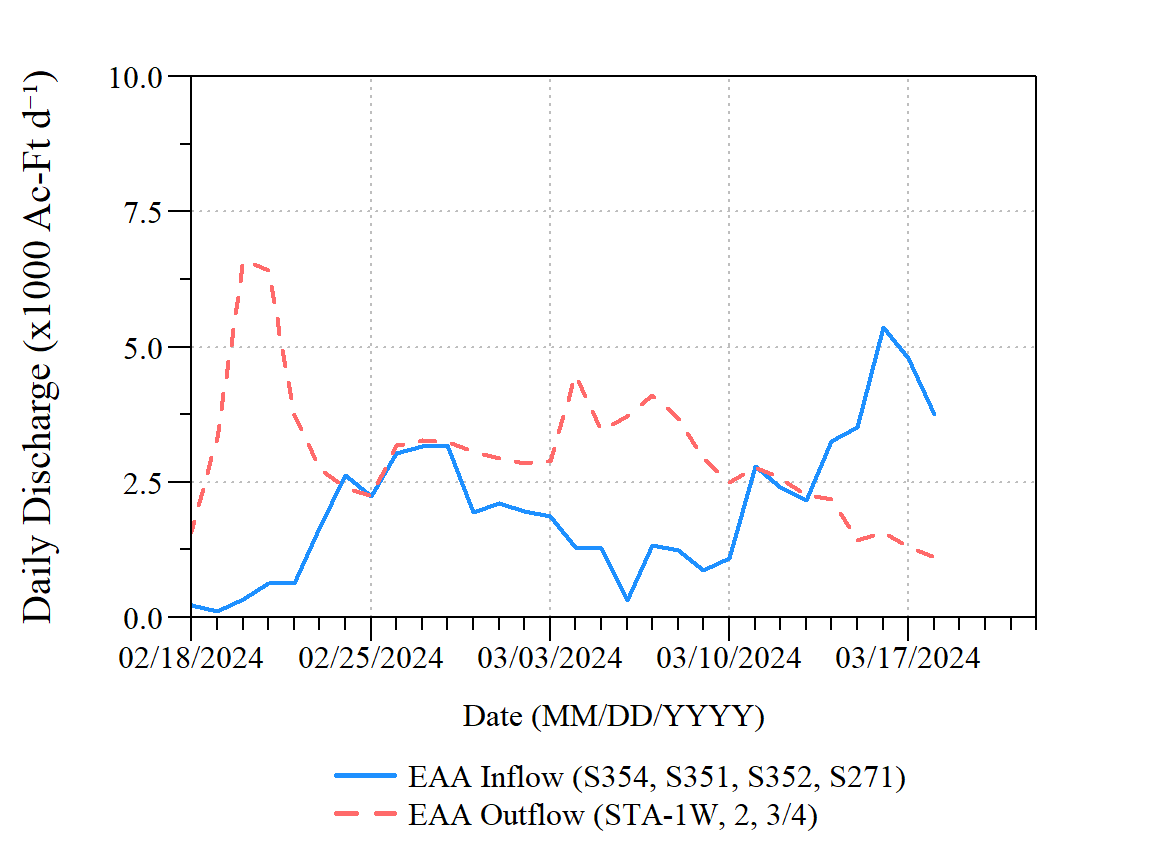 Daily Discharge (x1000 Ac-Ft d⁻¹)
10.0
7.5
5.0
2.5
0.0
02/18/2024 02/25/2024 03/03/2024 03/10/2024 03/17/2024
Date (MM/DD/YYYY)
EAA Inflow (S354, S351, S352, S271)
EAA Outflow (STA-1W, 2, 3/4)